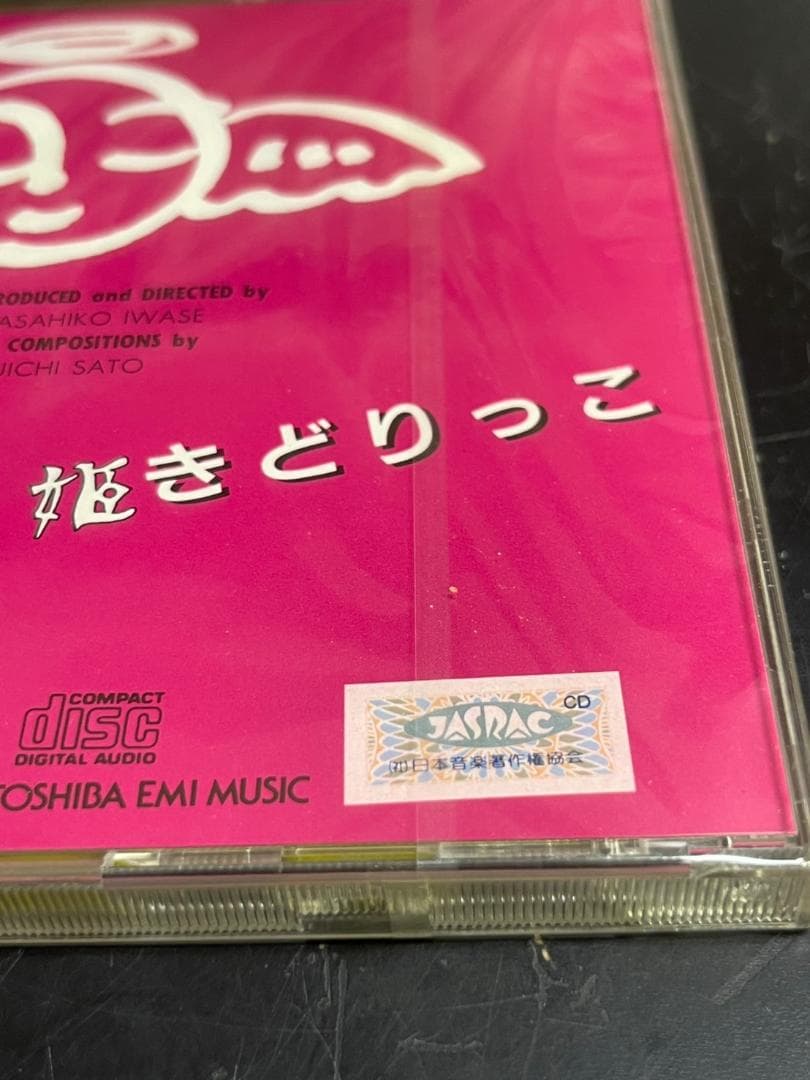 RODUCED and DIRECTED by
ASAHIKO IWASE
COMPOSITIONS by
UICHI SATO
姫きどりっこ
COMPACT
disc
DIGITAL AUDIO
TOSHIBA EMI MUSIC
JASRAC
CD
(社)日本音楽著作権協会